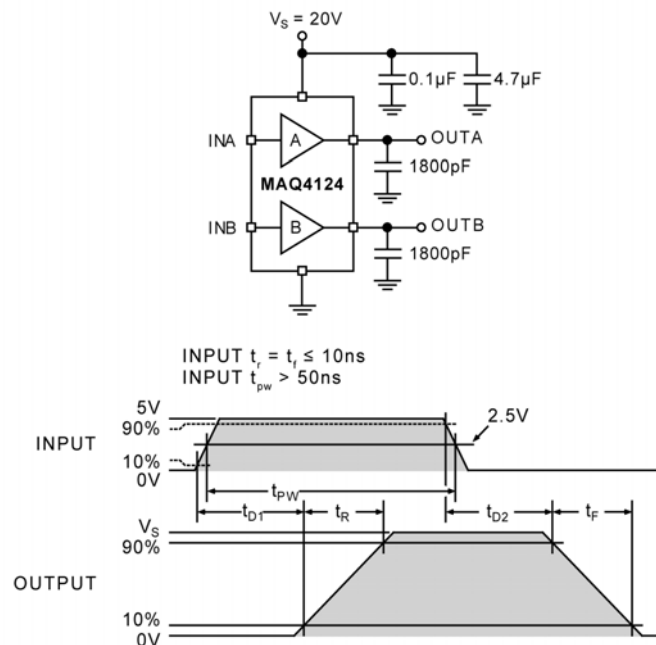 V_S = 20V
0.1µF 4.7µF
INA A OUTA
1800pF
MAQ4124
INB B OUTB
1800pF
INPUT t_r = t_f ≤ 10ns
INPUT t_pw > 50ns
5V
90%
2.5V
INPUT
10%
0V
t_PW
t_D1 t_R t_D2 t_F
V_S
90%
OUTPUT
10%
0V